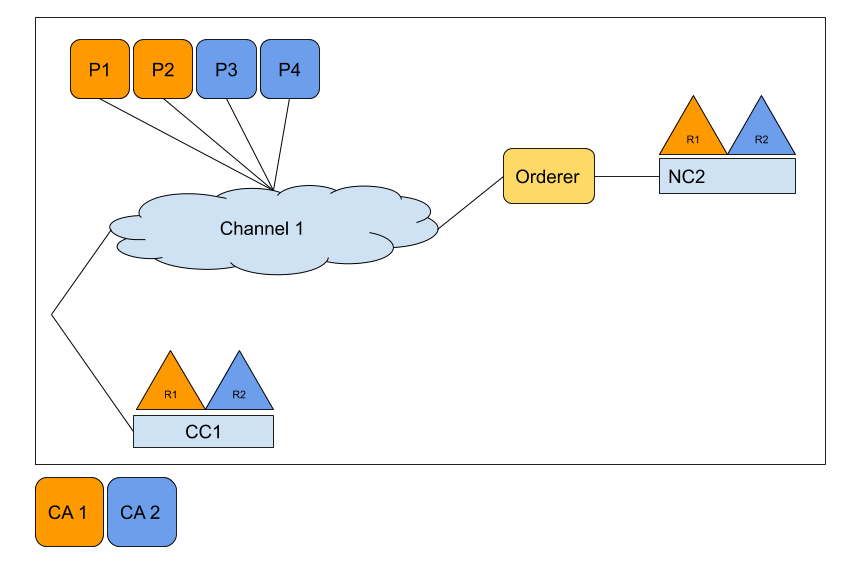 P1
P2
P3
P4
R1
R2
Orderer
NC2
Channel 1
R1
R2
CC1
CA 1
CA 2